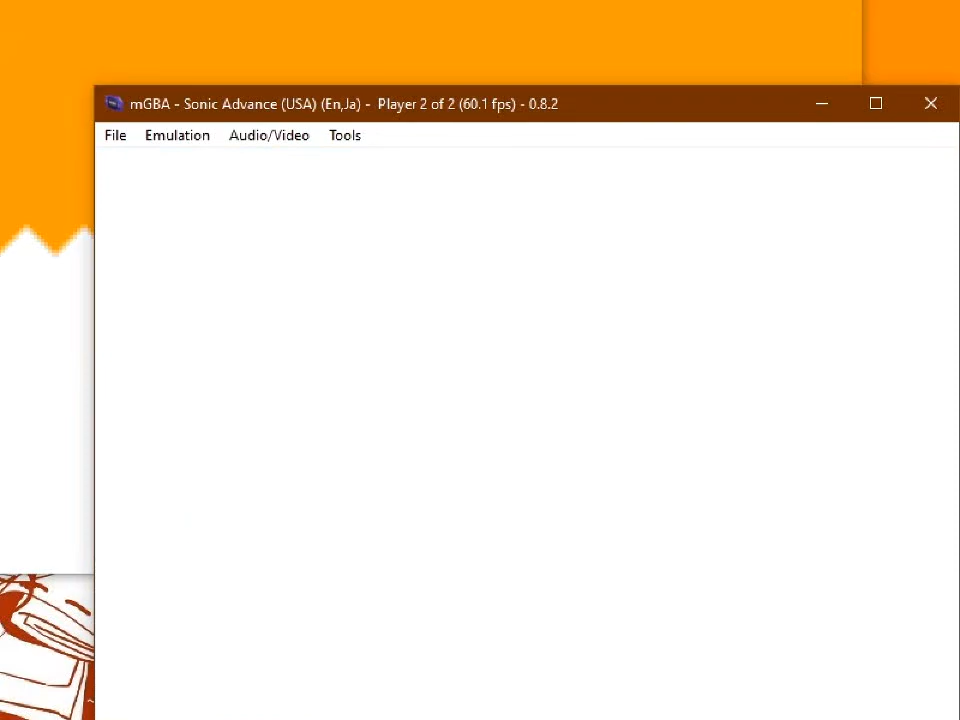 mGBA - Sonic Advance (USA) (En,Ja) - Player 2 of 2 (60.1 fps) - 0.8.2
File Emulation Audio/Video Tools